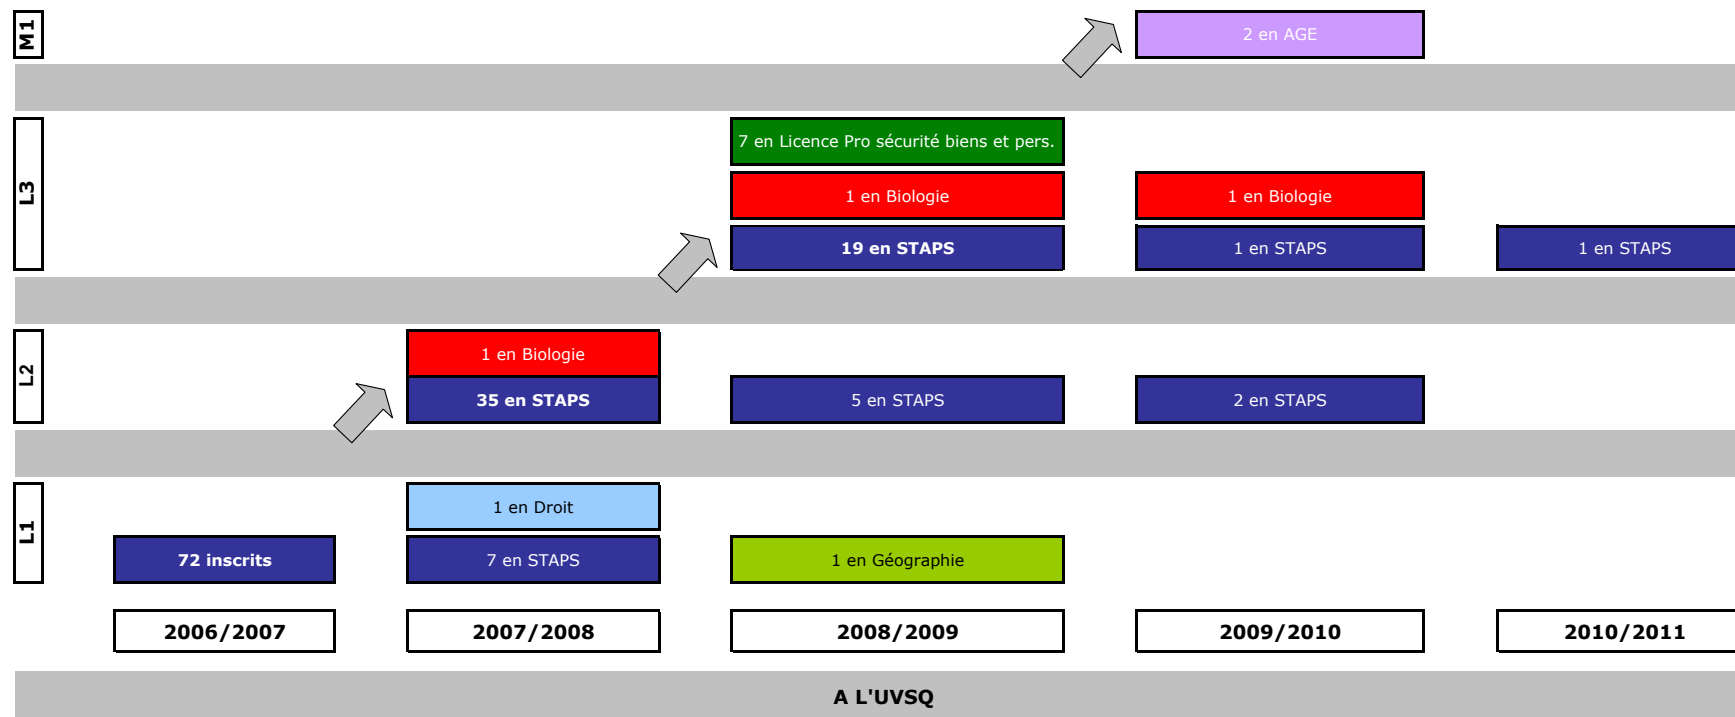 M1
2 en AGE
L3
7 en Licence Pro sécurité biens et pers.
1 en Biologie
1 en Biologie
19 en STAPS
1 en STAPS
1 en STAPS
L2
1 en Biologie
35 en STAPS
5 en STAPS
2 en STAPS
L1
1 en Droit
72 inscrits
7 en STAPS
1 en Géographie
2006/2007
2007/2008
2008/2009
2009/2010
2010/2011
A L'UVSQ